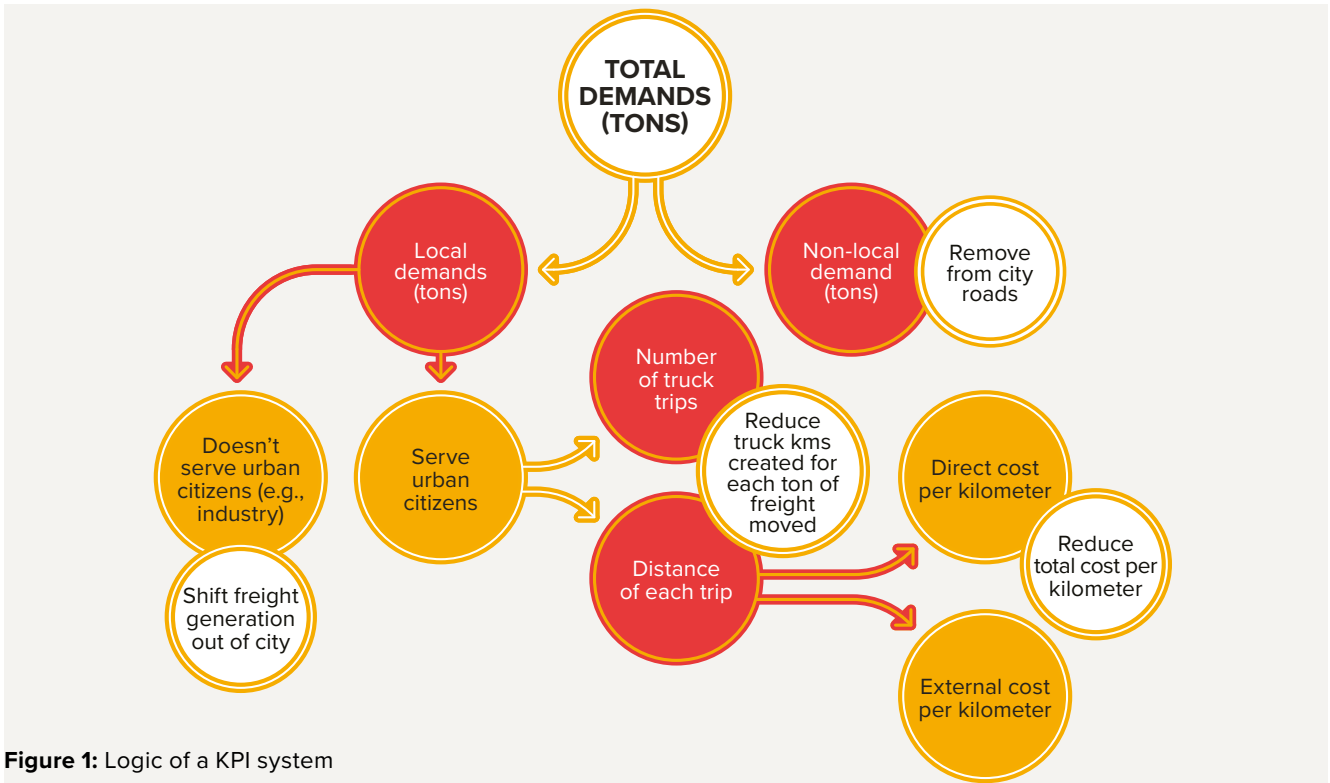 TOTAL
DEMANDS
(TONS)
Local
demands
(tons)
Non-local
demand
(tons)
Remove
from city
roads
Doesn’t
serve urban
citizens (e.g.,
industry)
Shift freight
generation
out of city
Serve
urban
citizens
Number
of truck
trips
Reduce
truck kms
created for
each ton of
freight
moved
Distance
of each trip
Direct cost
per kilometer
Reduce
total cost per
kilometer
External cost
per kilometer
Figure 1: Logic of a KPI system